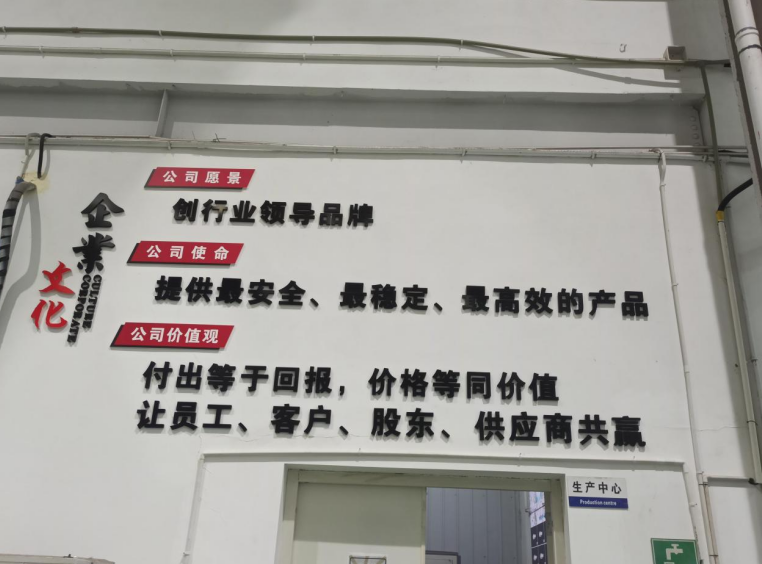 企業
文化
CULTURE
CORPORATE
公司愿景
创行业领导品牌
公司使命
提供最安全、最稳定、最高效的产品
公司价值观
付出等于回报，价格等同价值
让员工、客户、股东、供应商共赢
生产中心
Production centre